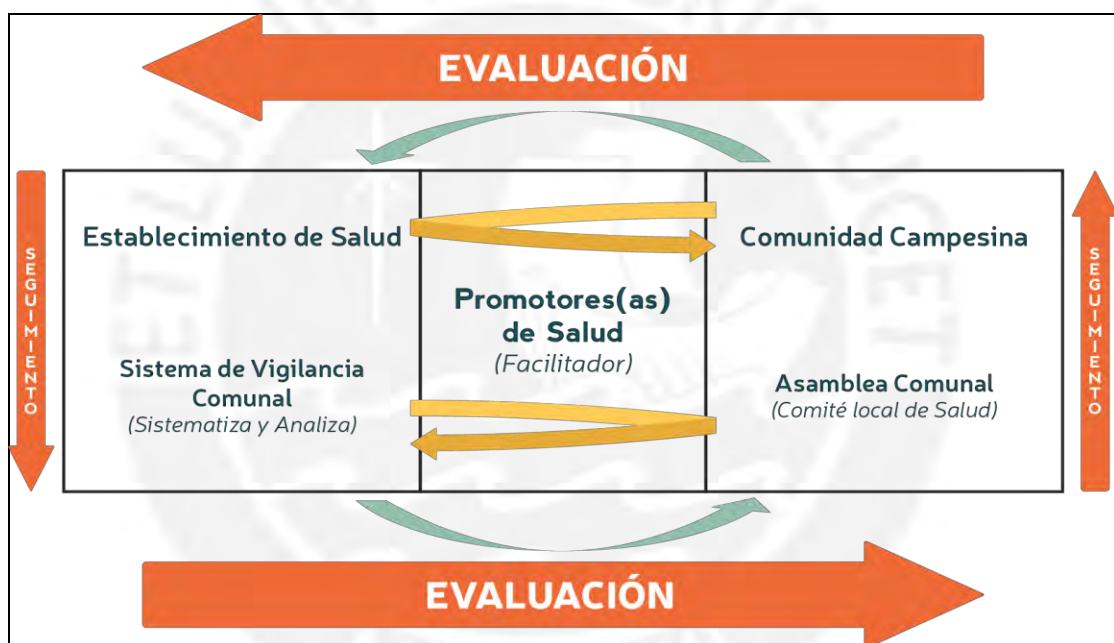 EVALUACIÓN
SEGUIMIENTO
Establecimiento de Salud
Sistema de Vigilancia
Comunal
(Sistematiza y Analiza)
Promotores(as)
de Salud
(Facilitador)
Comunidad Campesina
Asamblea Comunal
(Comité local de Salud)
SEGUIMIENTO
EVALUACIÓN